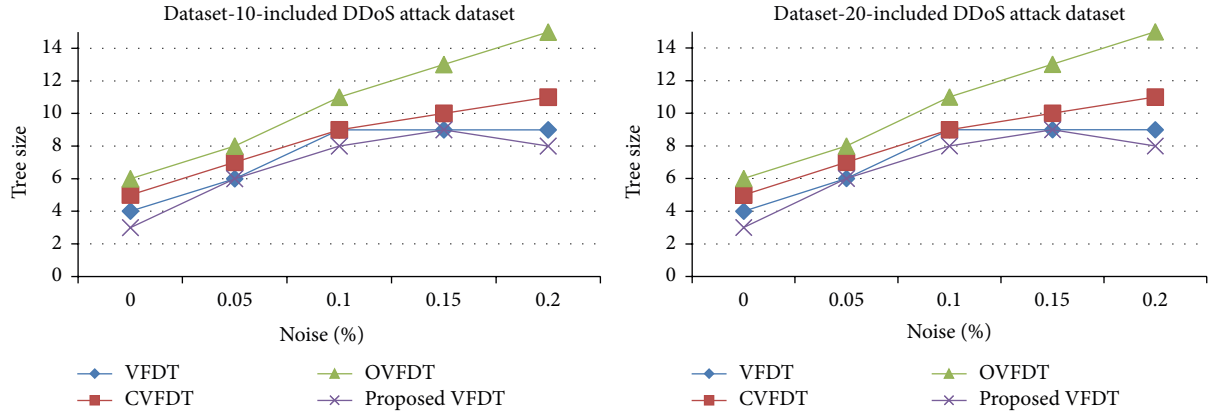 Dataset-10-included DDoS attack dataset
14
12
10
8
6
4
2
0
Tree size
0 0.05 0.1 0.15 0.2
Noise (%)
VFDT OVFDT
CVFDT Proposed VFDT
Dataset-20-included DDoS attack dataset
14
12
10
8
6
4
2
0
Tree size
0 0.05 0.1 0.15 0.2
Noise (%)
VFDT OVFDT
CVFDT Proposed VFDT